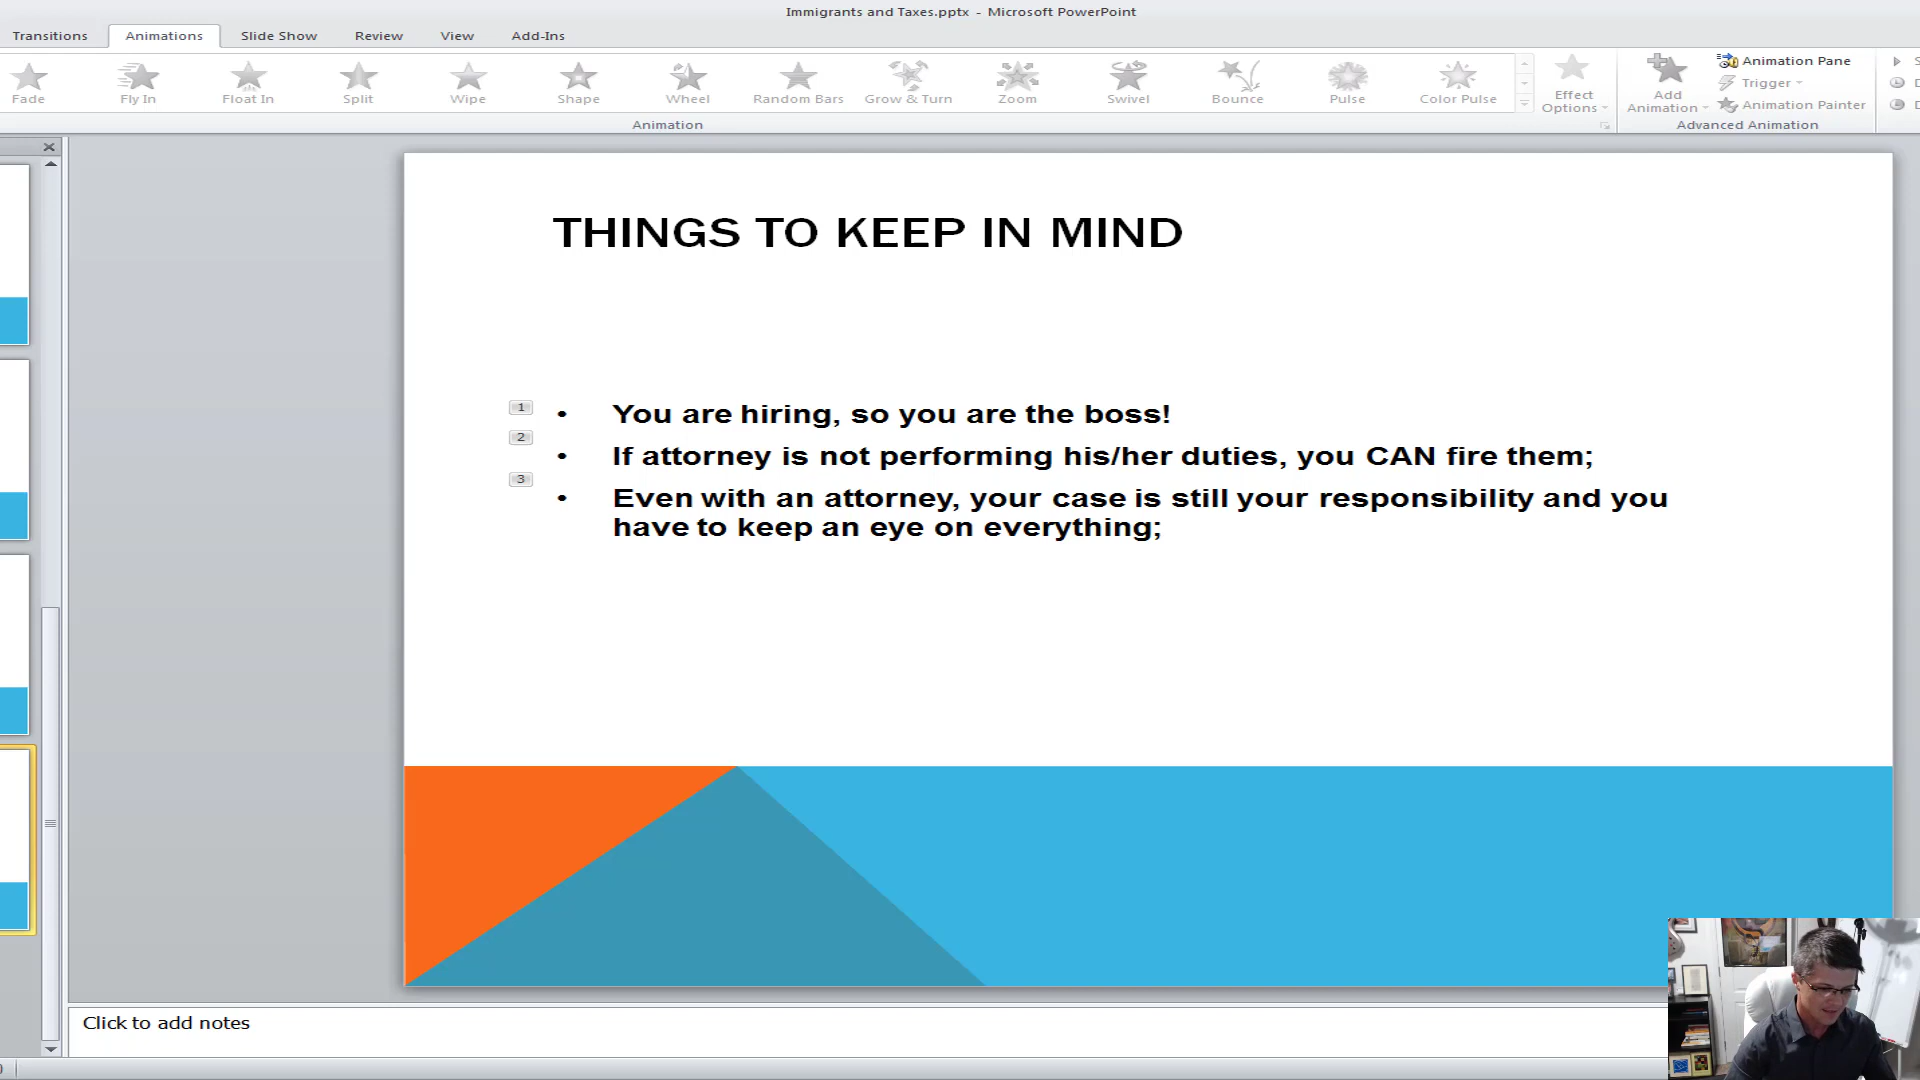 Immigrants and Taxes.pptx - Microsoft PowerPoint
Transitions Animations Slide Show Review View Add-Ins
Fade Fly In Float In Split Wipe Shape Wheel Random Bars Grow & Turn Zoom Swivel Bounce Pulse Color Pulse
Effect Options
Add Animation
Animation Pane
Trigger
Animation Painter
Animation
Advanced Animation
THINGS TO KEEP IN MIND
1 • You are hiring, so you are the boss!
2 • If attorney is not performing his/her duties, you CAN fire them;
3 • Even with an attorney, your case is still your responsibility and you
have to keep an eye on everything;
Click to add notes